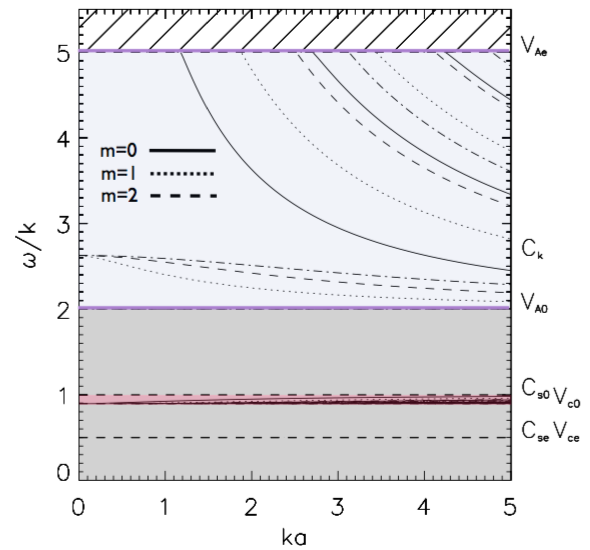 5
V_Ae
4
m=0
m=1
m=2
3
C_k
ω/k
2
V_A0
1
C_s0 V_c0
C_se V_ce
0
0 1 2 3 4 5
ka